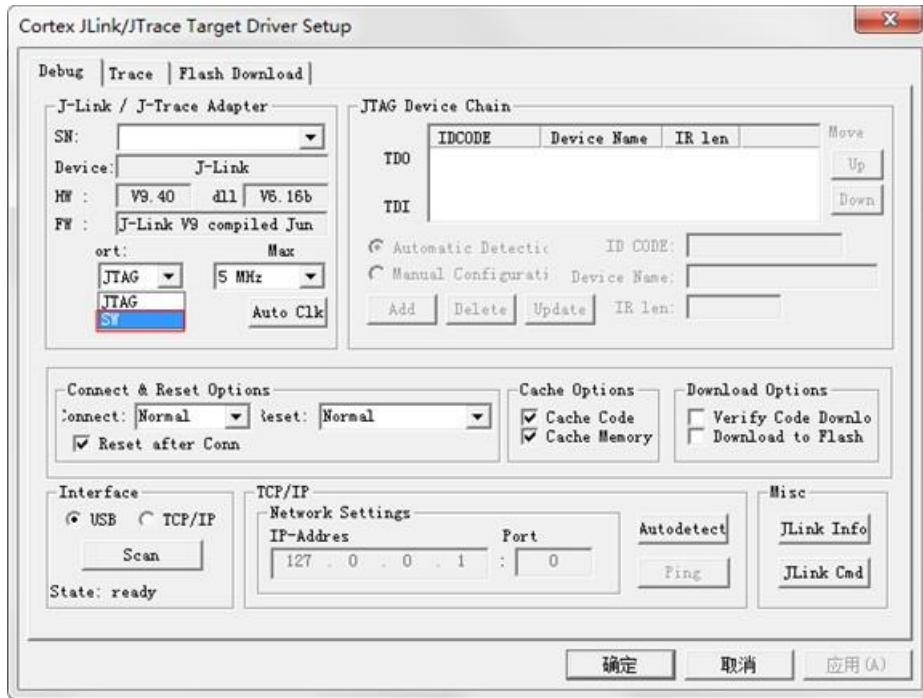 Cortex JLink/JTrace Target Driver Setup
Debug Trace Flash Download
J-Link / J-Trace Adapter
SN:
Device: J-Link
HW : V9.40 dll V6.16b
FW : J-Link V9 compiled Jun
ort: Max
JTAG 5 MHz
JTAG
SW
Auto Clk
JTAG Device Chain
IDCODE Device Name IR len
TDO
TDI
Move
Up
Down
Automatic Detectic ID CODE:
Manual Configurati Device Name:
Add Delete Update IR len:
Connect & Reset Options
Connect: Normal Reset: Normal
Reset after Conn
Cache Options
Cache Code
Cache Memory
Download Options
Verify Code Downlo
Download to Flash
Interface
USB TCP/IP
Scan
State: ready
TCP/IP
Network Settings
IP-Addres Port
127 . 0 . 0 . 1 : 0
Autodetect
Ping
Misc
JLink Info
JLink Cmd
确定 取消 应用(A)